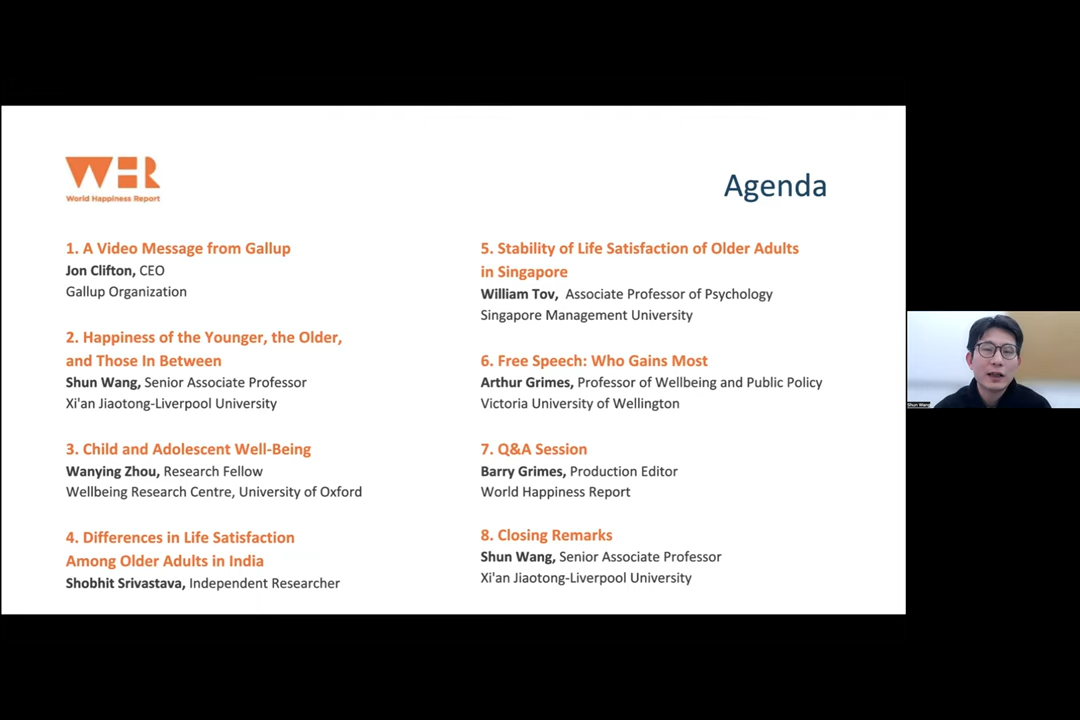 WHR
World Happiness Report
Agenda
1. A Video Message from Gallup
Jon Clifton, CEO
Gallup Organization
2. Happiness of the Younger, the Older,
and Those In Between
Shun Wang, Senior Associate Professor
Xi'an Jiaotong-Liverpool University
3. Child and Adolescent Well-Being
Wanying Zhou, Research Fellow
Wellbeing Research Centre, University of Oxford
4. Differences in Life Satisfaction
Among Older Adults in India
Shobhit Srivastava, Independent Researcher
5. Stability of Life Satisfaction of Older Adults
in Singapore
William Tov, Associate Professor of Psychology
Singapore Management University
6. Free Speech: Who Gains Most
Arthur Grimes, Professor of Wellbeing and Public Policy
Victoria University of Wellington
7. Q&A Session
Barry Grimes, Production Editor
World Happiness Report
8. Closing Remarks
Shun Wang, Senior Associate Professor
Xi'an Jiaotong-Liverpool University
Shun Wang